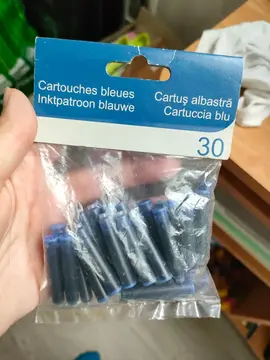 Cartouches bleues
Inktpatroon blauwe
Cartuş albastră
Cartuccia blu
30